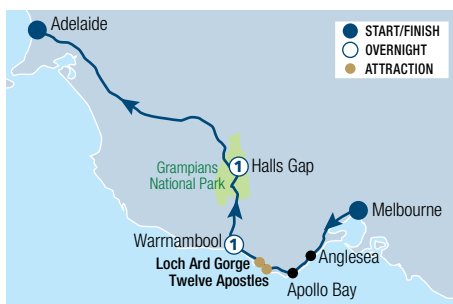 Adelaide
START/FINISH
1 OVERNIGHT
ATTRACTION
Grampians
National Park
1 Halls Gap
Melbourne
Warrnambool
1
Anglesea
Loch Ard Gorge
Twelve Apostles
Apollo Bay